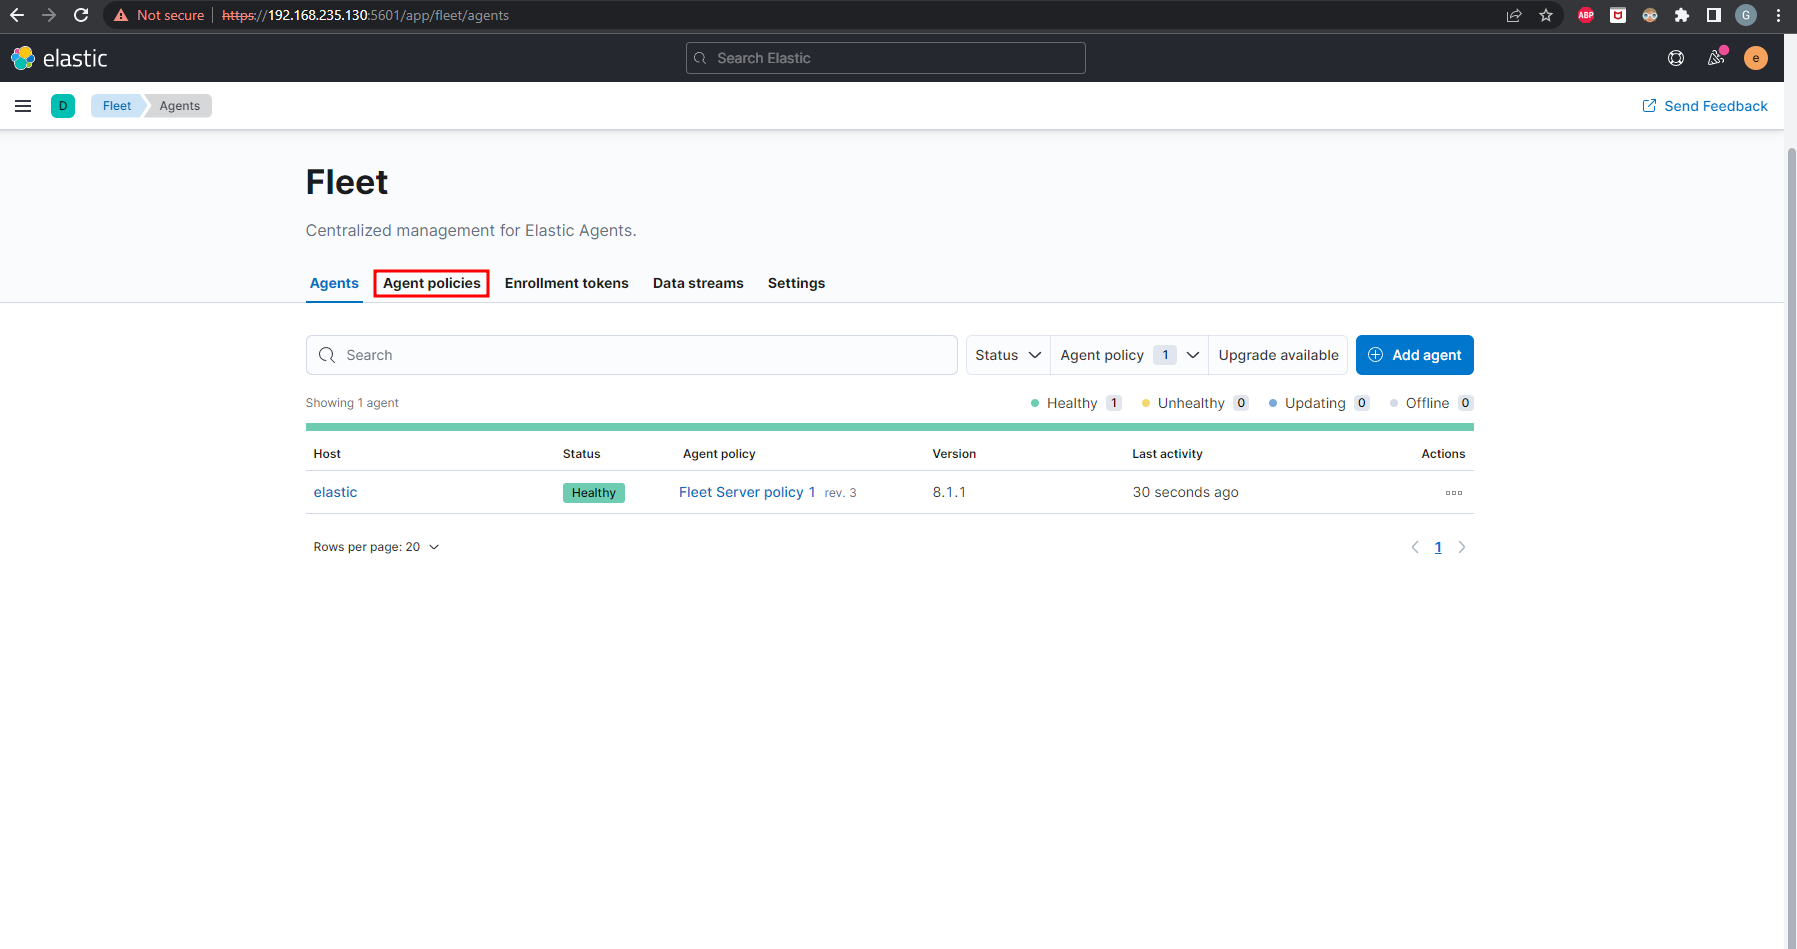 Not secure https://192.168.235.130:5601/app/fleet/agents ABP G
elastic Search Elastic e
D Fleet Agents Send Feedback
Fleet
Centralized management for Elastic Agents.
Agents Agent policies Enrollment tokens Data streams Settings
Search Status Agent policy 1 Upgrade available Add agent
Showing 1 agent Healthy 1 Unhealthy 0 Updating 0 Offline 0
Host Status Agent policy Version Last activity Actions
elastic Healthy Fleet Server policy 1 rev. 3 8.1.1 30 seconds ago
Rows per page: 20 1